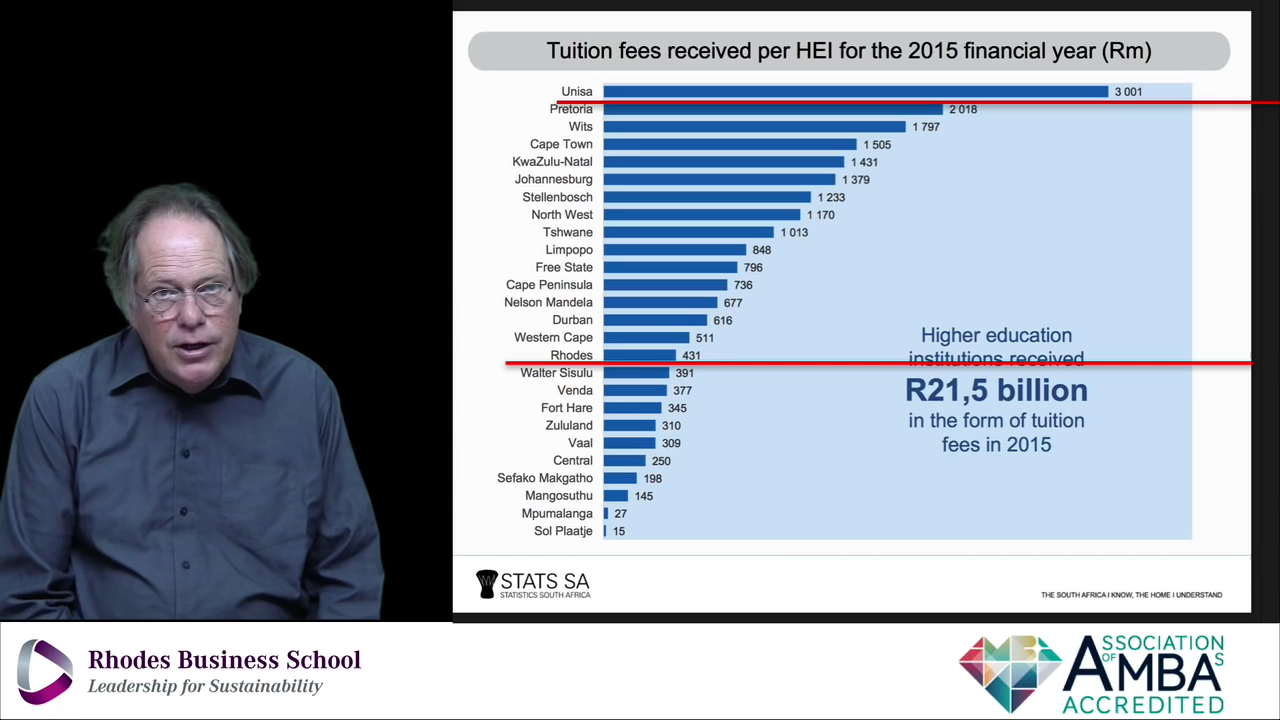 Tuition fees received per HEI for the 2015 financial year (Rm)
Unisa 3 001
Pretoria 2 018
Wits 1 797
Cape Town 1 505
KwaZulu-Natal 1 431
Johannesburg 1 379
Stellenbosch 1 233
North West 1 170
Tshwane 1 013
Limpopo 848
Free State 796
Cape Peninsula 736
Nelson Mandela 677
Durban 616
Western Cape 511
Rhodes 431
Walter Sisulu 391
Venda 377
Fort Hare 345
Zululand 310
Vaal 309
Central 250
Sefako Makgatho 198
Mangosuthu 145
Mpumalanga 27
Sol Plaatje 15
Higher education
institutions received
R21,5 billion
in the form of tuition
fees in 2015
STATS SA
STATISTICS SOUTH AFRICA
THE SOUTH AFRICA I KNOW, THE HOME I UNDERSTAND
Rhodes Business School
Leadership for Sustainability
ASSOCIATION
OF AMBAs
ACCREDITED